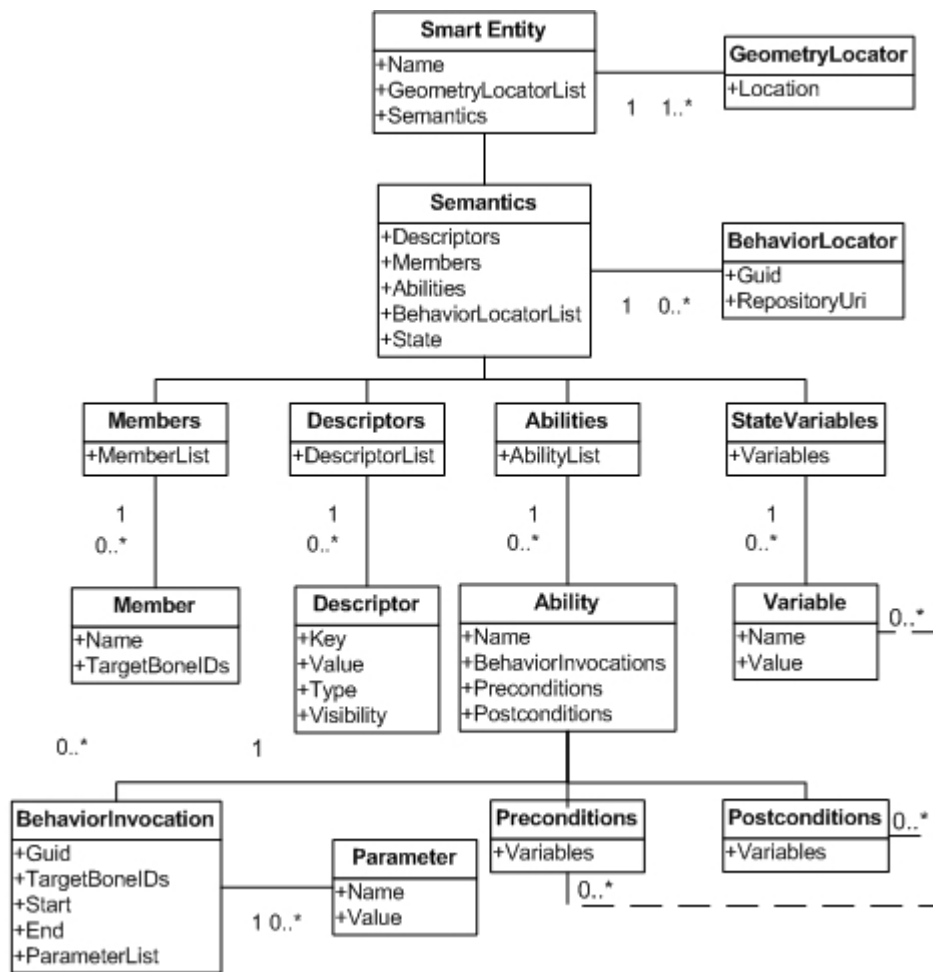 Smart Entity
+Name
+GeometryLocatorList
+Semantics
GeometryLocator
+Location
1 1..*
Semantics
+Descriptors
+Members
+Abilities
+BehaviorLocatorList
+State
BehaviorLocator
+Guid
+RepositoryUri
1 0..*
Members
+MemberList
Descriptors
+DescriptorList
Abilities
+AbilityList
StateVariables
+Variables
1
0..*
1
0..*
1
0..*
1
0..*
Member
+Name
+TargetBoneIDs
Descriptor
+Key
+Value
+Type
+Visibility
Ability
+Name
+BehaviorInvocations
+Preconditions
+Postconditions
Variable
+Name
+Value
0..*
0..* 1
BehaviorInvocation
+Guid
+TargetBoneIDs
+Start
+End
+ParameterList
Parameter
+Name
+Value
1 0..*
Preconditions
+Variables
0..*
Postconditions
+Variables
0..*